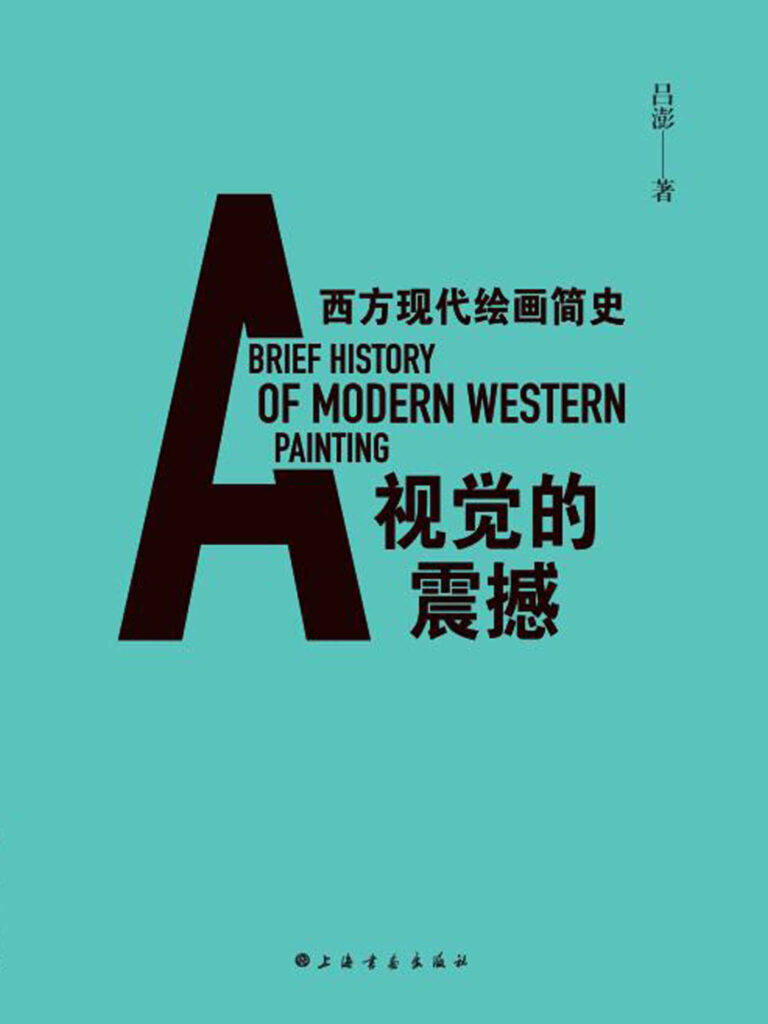 吕澎——著
西方现代绘画简史
A
BRIEF HISTORY
OF MODERN WESTERN
PAINTING
视觉的
震撼
上海书画出版社